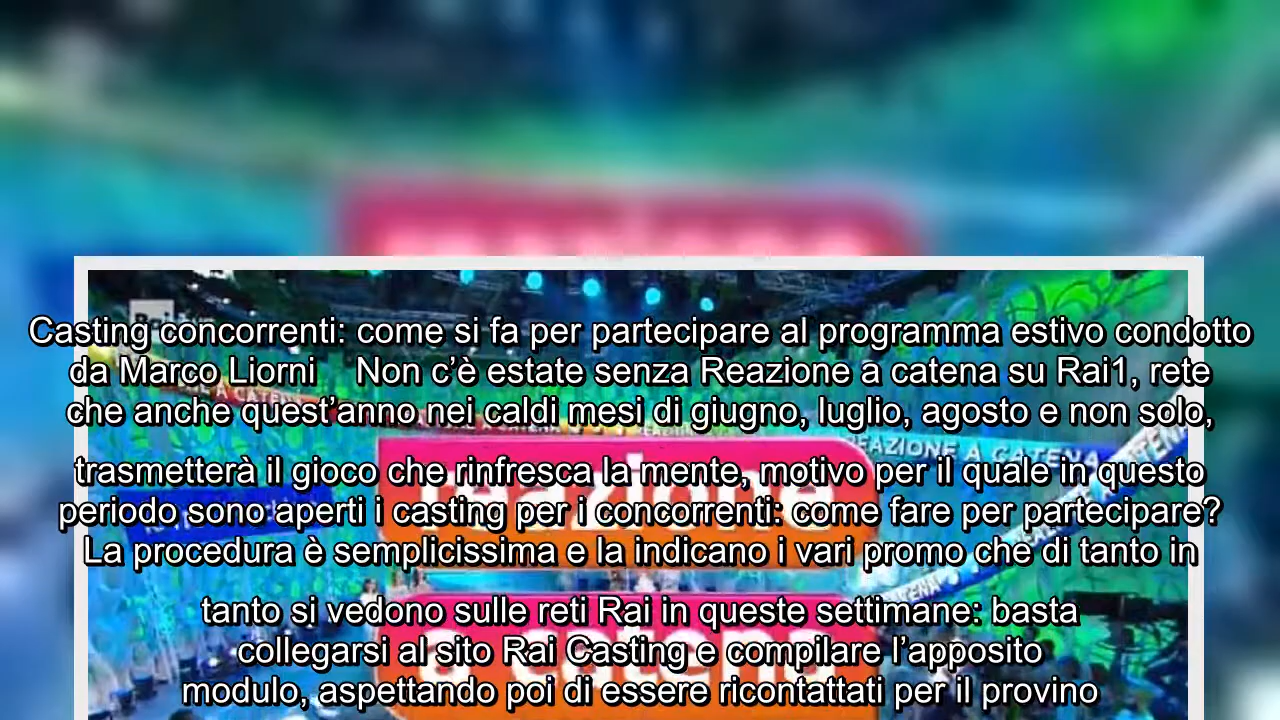 Casting concorrenti: come si fa per partecipare al programma estivo condotto
da Marco Liorni    Non c’è estate senza Reazione a catena su Rai1, rete
che anche quest’anno nei caldi mesi di giugno, luglio, agosto e non solo,
trasmetterà il gioco che rinfresca la mente, motivo per il quale in questo
periodo sono aperti i casting per i concorrenti: come fare per partecipare?
La procedura è semplicissima e la indicano i vari promo che di tanto in
tanto si vedono sulle reti Rai in queste settimane: basta
collegarsi al sito Rai Casting e compilare l’apposito
modulo, aspettando poi di essere ricontattati per il provino
REAZIONE A CATENA
reazione
a catena